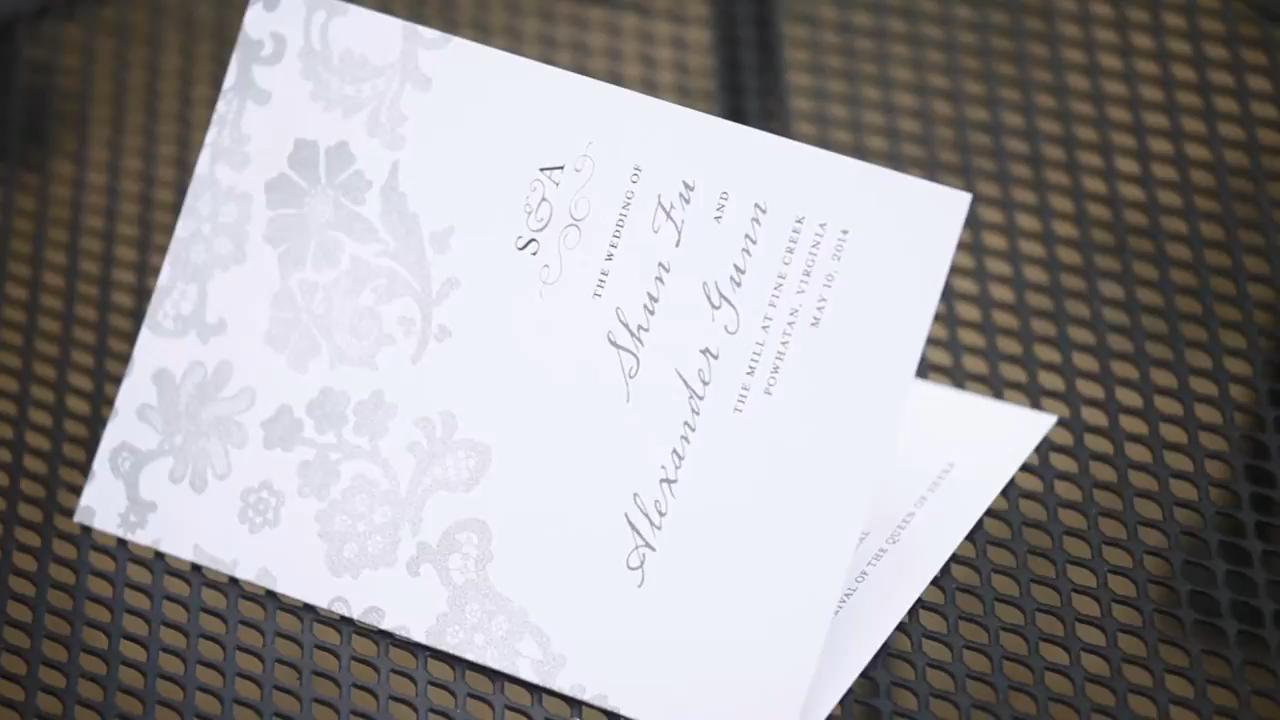 S&A
THE WEDDING OF
Shun Fu
AND
Alexander Gunn
THE MILL AT FINE CREEK
POWHATAN, VIRGINIA
MAY 10, 2014
AL
IVAL OF THE QUEEN OF SHEBA